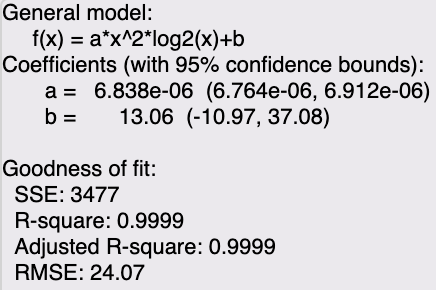 General model:
f(x) = a*x^2*log2(x)+b
Coefficients (with 95% confidence bounds):
a = 6.838e-06 (6.764e-06, 6.912e-06)
b = 13.06 (-10.97, 37.08)
Goodness of fit:
SSE: 3477
R-square: 0.9999
Adjusted R-square: 0.9999
RMSE: 24.07